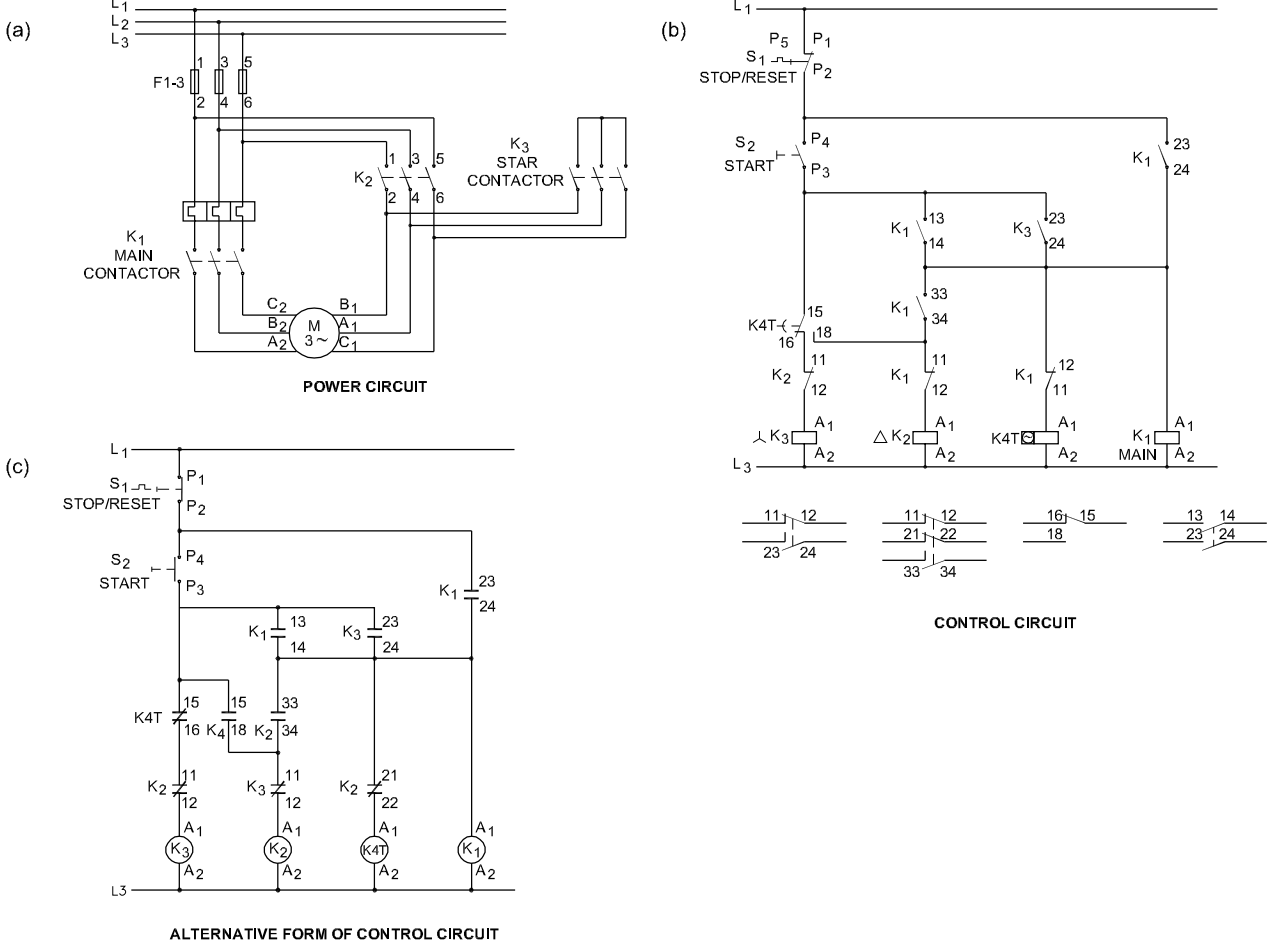 (a)
L1
L2
L3
1 3 5
F1-3
2 4 6
K3
STAR
CONTACTOR
1 3 5
K2
2 4 6
K1
MAIN
CONTACTOR
C2 B1
B2 M A1
3~
A2 C1
POWER CIRCUIT
(b)
L1
P5 P1
S1
STOP/RESET P2
S2 P4
START P3
K1 23
24
K1 13
14
K3 23
24
K1 33
34
K4T 15
16 18
K2 11
12
K1 11
12
K1 12
11
⅄ K3 A1
A2
△ K2 A1
A2
K4T ~ A1
A2
K1 A1
MAIN A2
L3
11 12 11 12 16 15 13 14
23 24 21 22 18 23 24
33 34
CONTROL CIRCUIT
(c)
L1
S1 P1
STOP/RESET P2
S2 P4
START P3
K1 23
24
K1 13
14
K3 23
24
K4T 15
16
15
K4 18
K2 33
34
K2 11
12
K3 11
12
K2 21
22
A1 A1 A1 A1
K3 K2 K4T K1
A2 A2 A2 A2
L3
ALTERNATIVE FORM OF CONTROL CIRCUIT